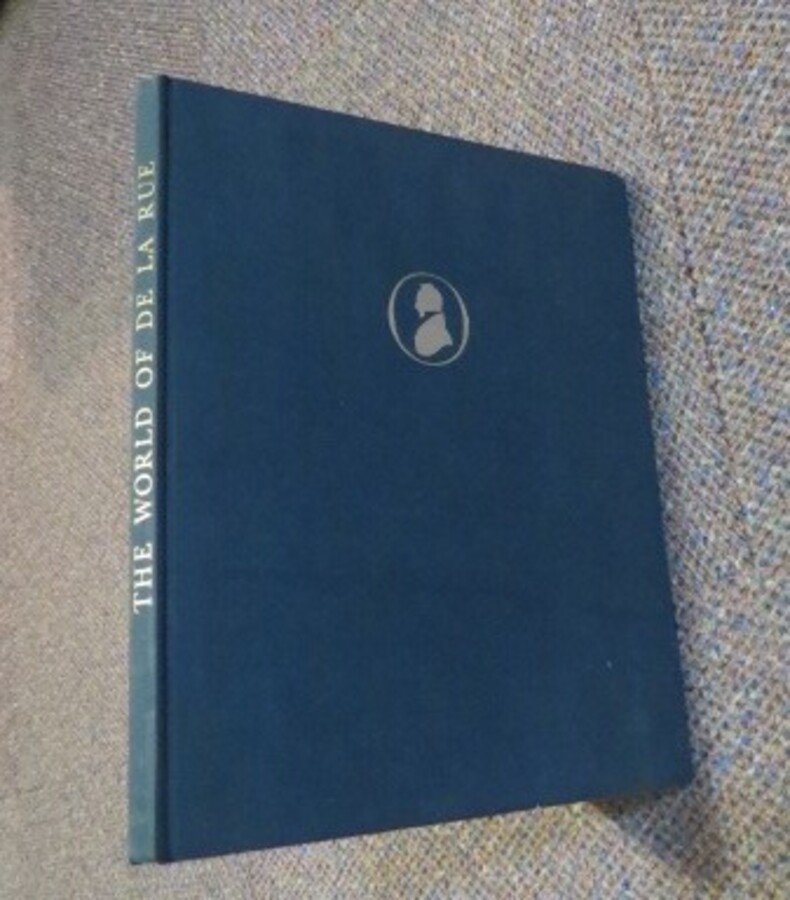 THE WORLD OF DE LA RUE